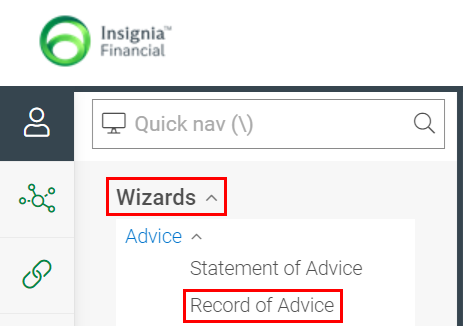 Insignia™
Financial
Quick nav (\)
Wizards
Advice
Statement of Advice
Record of Advice